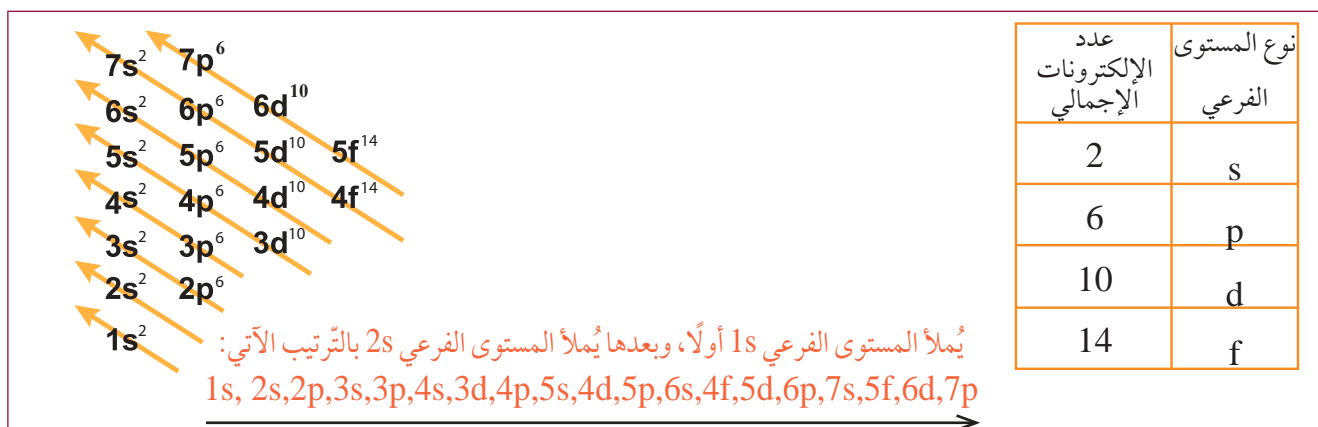 7s² 7p⁶
6s² 6p⁶ 6d¹⁰
5s² 5p⁶ 5d¹⁰ 5f¹⁴
4s² 4p⁶ 4d¹⁰ 4f¹⁴
3s² 3p⁶ 3d¹⁰
2s² 2p⁶
1s²
يُملأ المستوى الفرعي 1s أولًا، وبعدها يُملأ المستوى الفرعي 2s بالتّرتيب الآتي:
1s, 2s,2p,3s,3p,4s,3d,4p,5s,4d,5p,6s,4f,5d,6p,7s,5f,6d,7p
نوع المستوى
الفرعي
عدد
الإلكترونات
الإجمالي
s 2
p 6
d 10
f 14